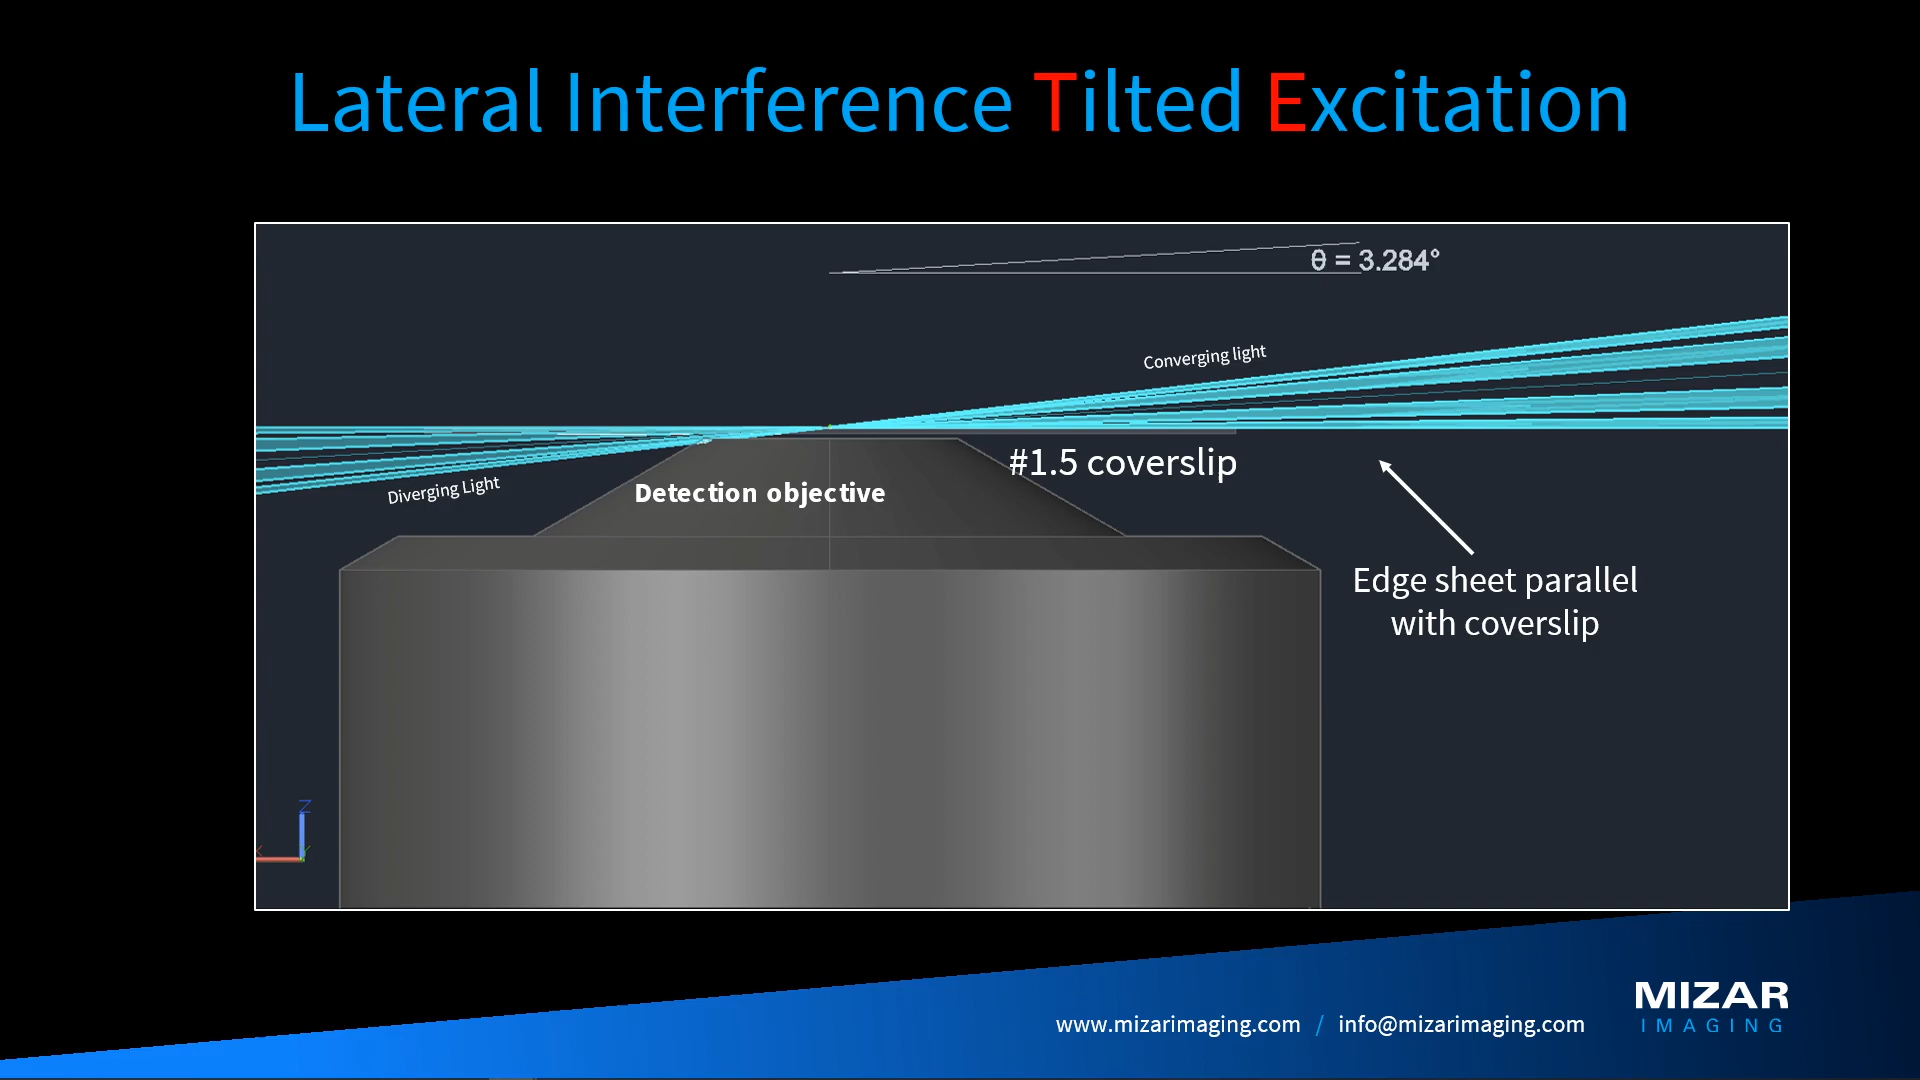 Lateral Interference Tilted Excitation
θ = 3.284°
Converging light
#1.5 coverslip
Diverging Light
Detection objective
Edge sheet parallel
with coverslip
Z
X
Y
www.mizarimaging.com / info@mizarimaging.com
MIZAR
IMAGING